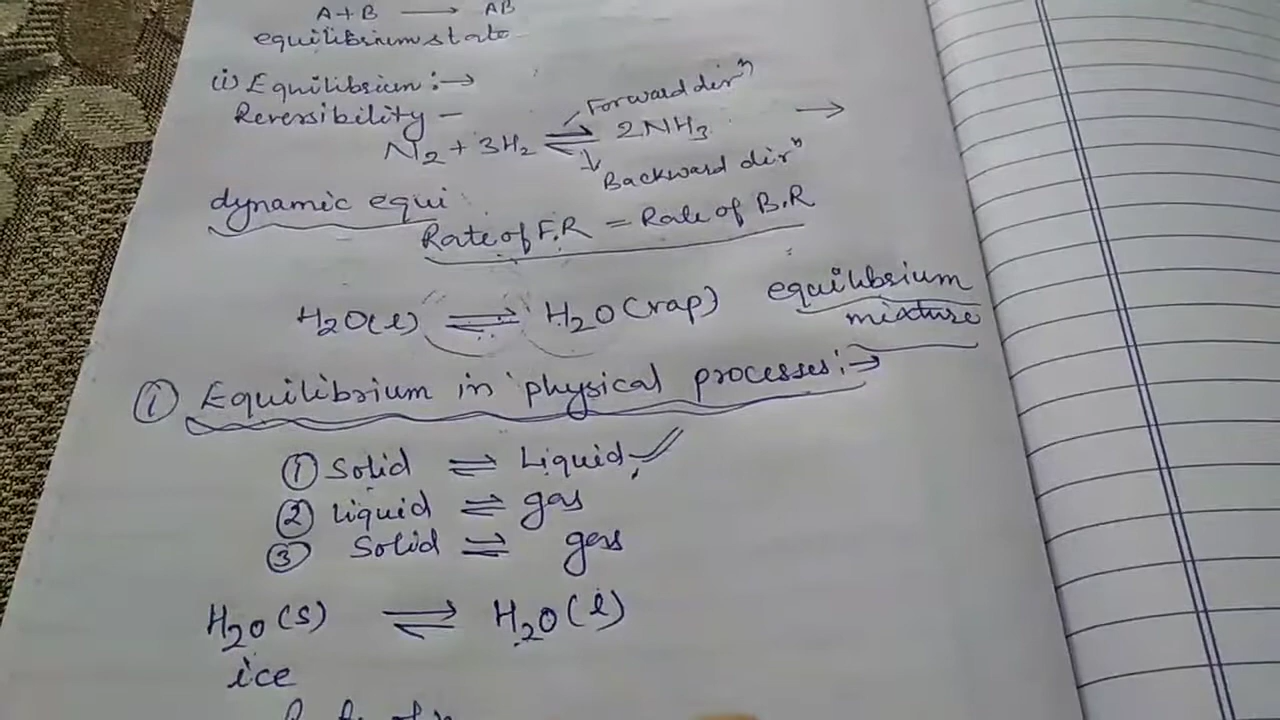 A+B ⟶ AB
equilibrium state
(i) Equilibrium :→
Reversibility –
Forward dirⁿ
N2 + 3H2 ⇌ 2NH3 →
Backward dirⁿ
dynamic equi
Rate of F.R = Rate of B.R
H2O(l) ⇌ H2O(vap) equilibrium
mixture
① Equilibrium in physical processes :→
① Solid ⇌ Liquid
② Liquid ⇌ gas
③ Solid ⇌ gas
H2O(s) ⇌ H2O(l)
ice